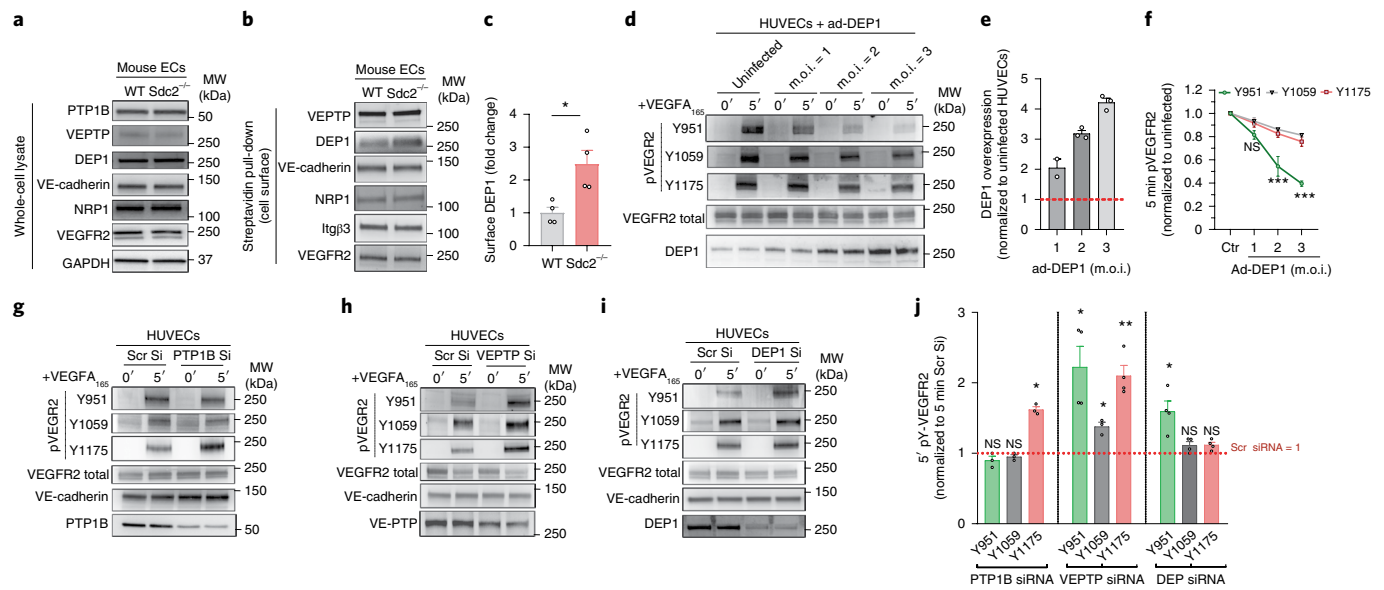 a
Mouse ECs
WT Sdc2−/−
MW
(kDa)
Whole-cell lysate
PTP1B
50
VEPTP
250
DEP1
250
VE-cadherin
150
NRP1
100
VEGFR2
250
GAPDH
37
b
Mouse ECs
WT Sdc2−/−
MW
(kDa)
Streptavidin pull-down
(cell surface)
VEPTP
250
DEP1
250
VE-cadherin
150
NRP1
100
Itgβ3
100
VEGFR2
250
c
Surface DEP1 (fold change)
4
3
2
1
0
*
WT Sdc2−/−
d
HUVECs + ad-DEP1
Uninfected
m.o.i. = 1
m.o.i. = 2
m.o.i. = 3
+VEGFA165
0′ 5′ 0′ 5′ 0′ 5′ 0′ 5′
MW
(kDa)
pVEGR2
Y951
250
Y1059
250
Y1175
250
VEGFR2 total
250
DEP1
250
e
DEP1 overexpression
(normalized to uninfected HUVECs)
5
4
3
2
1
0
1 2 3
ad-DEP1 (m.o.i.)
f
Y951 Y1059 Y1175
5 min pVEGFR2
(normalized to uninfected)
1.2
1.0
0.8
0.6
0.4
0.2
0
NS
***
***
Ctr 1 2 3
Ad-DEP1 (m.o.i.)
g
HUVECs
Scr Si PTP1B Si
+VEGFA165
0′ 5′ 0′ 5′
MW
(kDa)
pVEGR2
Y951
250
Y1059
250
Y1175
250
VEGFR2 total
250
VE-cadherin
150
PTP1B
50
h
HUVECs
Scr Si VEPTP Si
+VEGFA165
0′ 5′ 0′ 5′
MW
(kDa)
pVEGR2
Y951
250
Y1059
250
Y1175
250
VEGFR2 total
250
VE-cadherin
150
VE-PTP
250
i
HUVECs
Scr Si DEP1 Si
+VEGFA165
0′ 5′ 0′ 5′
MW
(kDa)
pVEGR2
Y951
250
Y1059
250
Y1175
250
VEGFR2 total
250
VE-cadherin
150
DEP1
250
j
5′ pY-VEGFR2
(normalized to 5 min Scr Si)
3
2
1
0
NS NS *
* * **
* NS NS
Scr siRNA = 1
Y951 Y1059 Y1175 Y951 Y1059 Y1175 Y951 Y1059 Y1175
PTP1B siRNA VEPTP siRNA DEP siRNA